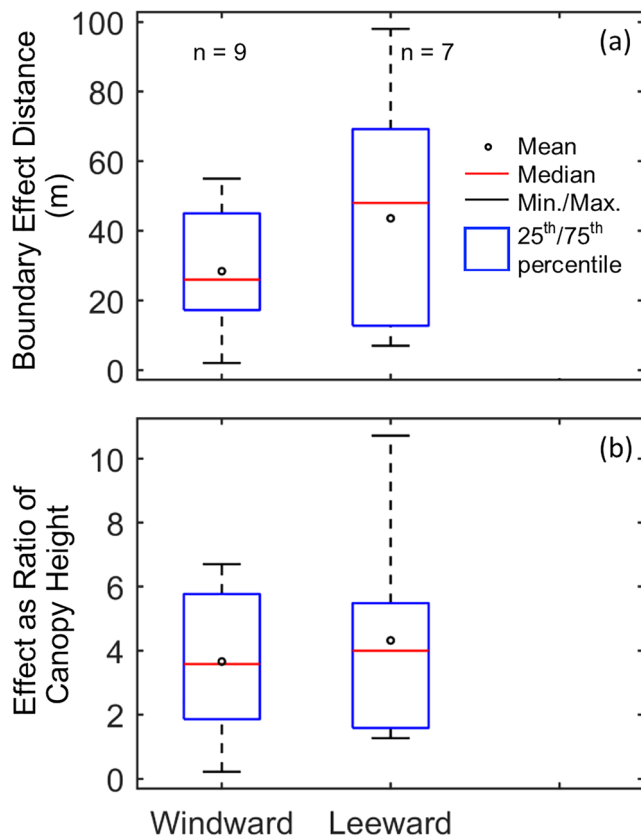 100
80
60
40
20
0
Boundary Effect Distance
(m)
n = 9
n = 7
(a)
Mean
Median
Min./Max.
25th/75th
percentile
10
8
6
4
2
0
Effect as Ratio of
Canopy Height
(b)
Windward
Leeward